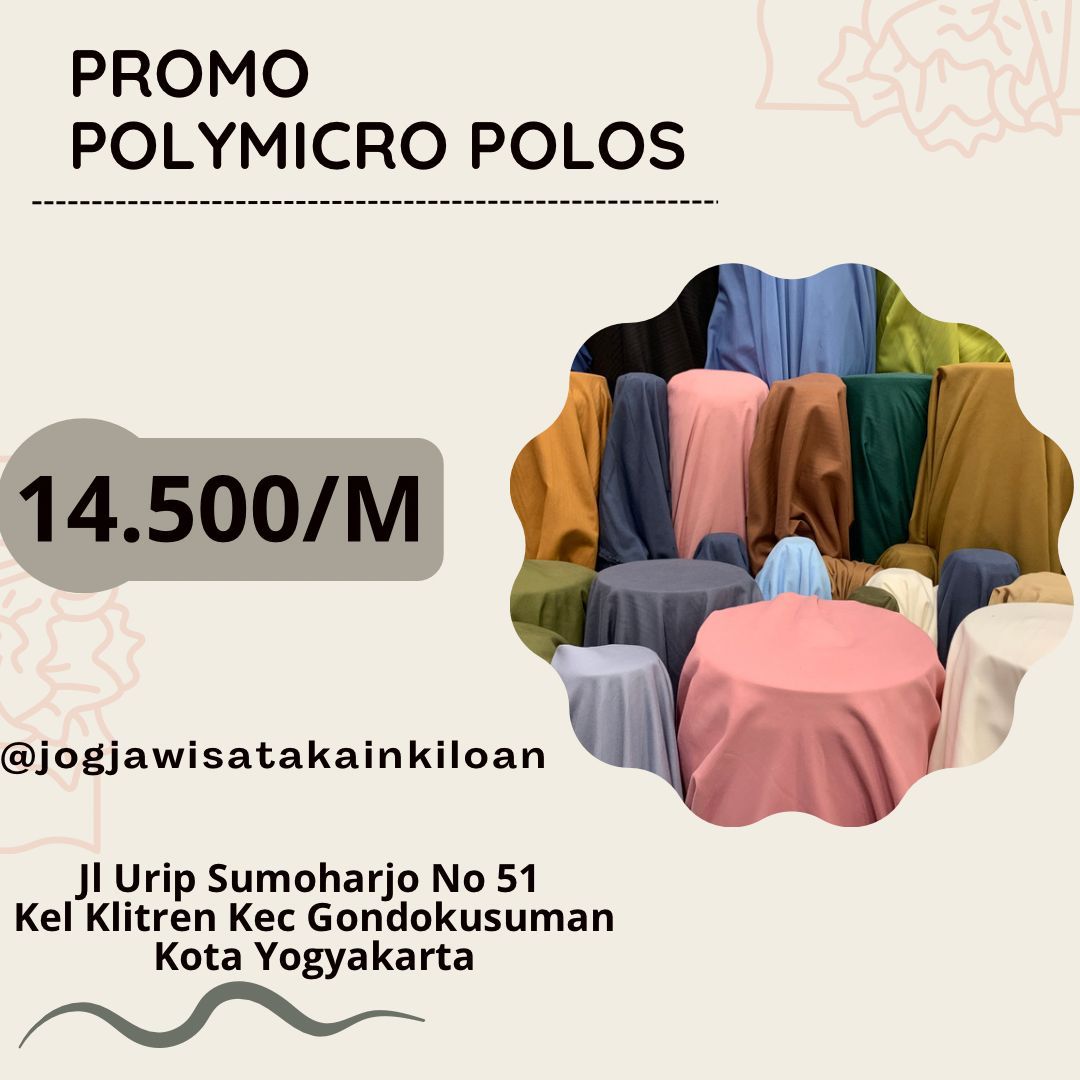 PROMO
POLYMICRO POLOS
14.500/M
@jogjawisatakainkiloan
Jl Urip Sumoharjo No 51
Kel Klitren Kec Gondokusuman
Kota Yogyakarta